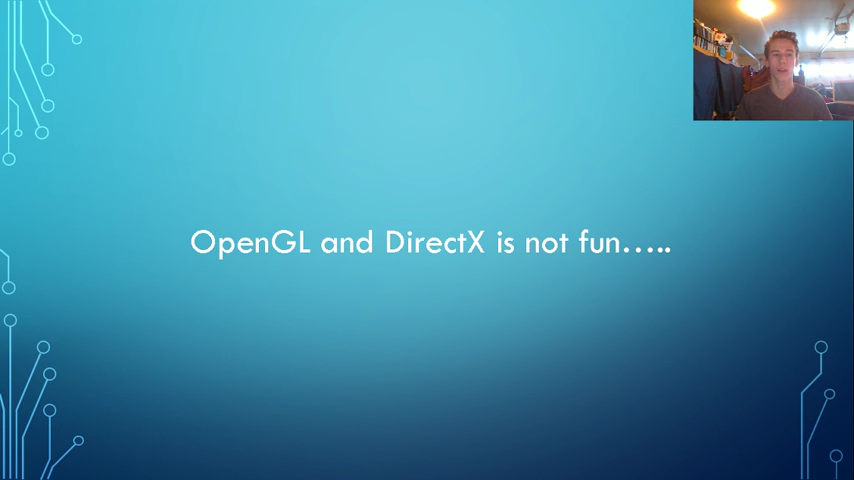 OpenGL and DirectX is not fun.....